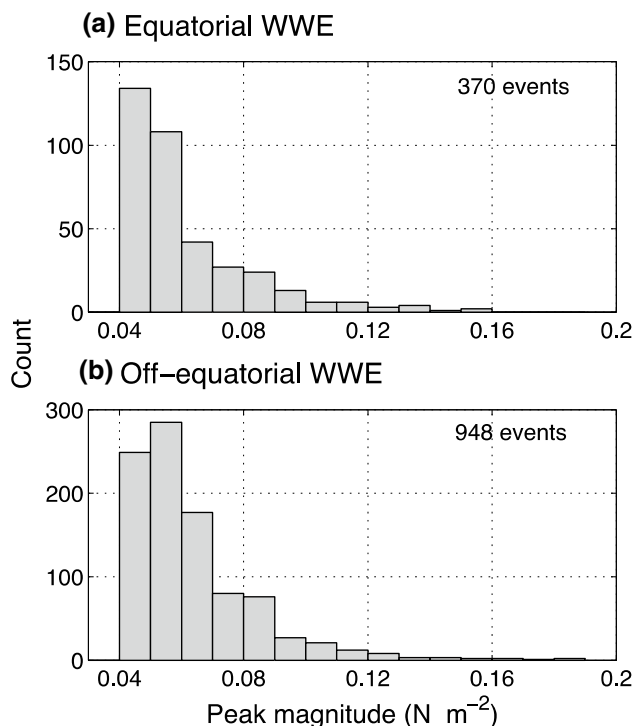 (a) Equatorial WWE
150
370 events
100
50
0
0.04 0.08 0.12 0.16 0.2
Count
(b) Off−equatorial WWE
300
948 events
200
100
0
0.04 0.08 0.12 0.16 0.2
Peak magnitude (N m⁻²)